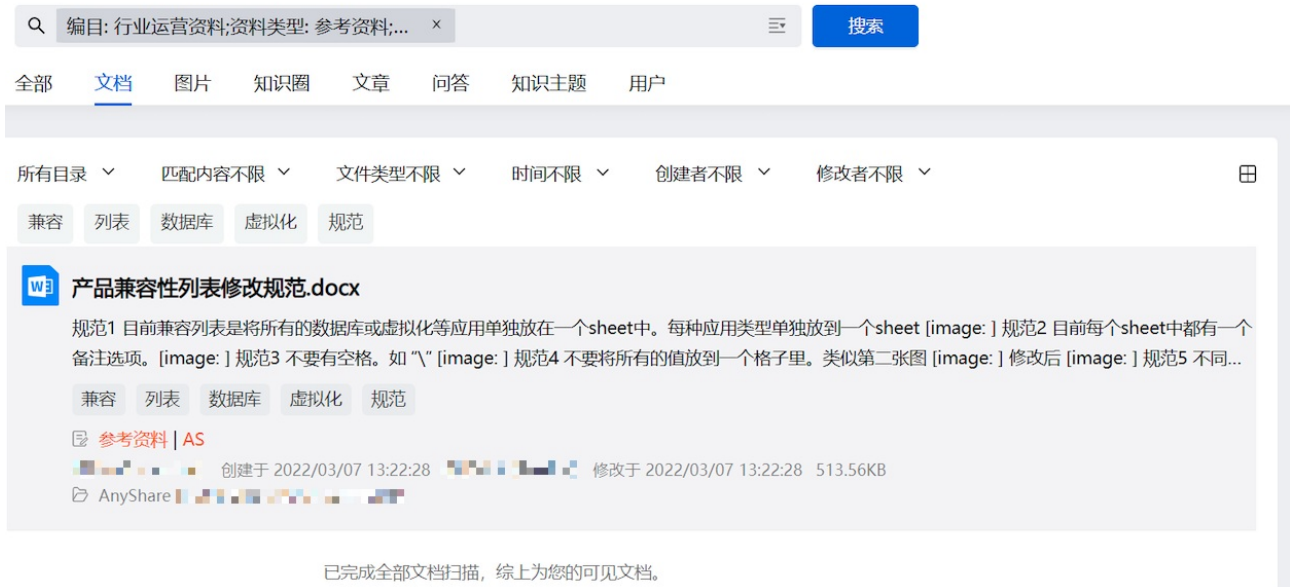 编目: 行业运营资料;资料类型: 参考资料;... × 搜索
全部 文档 图片 知识圈 文章 问答 知识主题 用户
所有目录 匹配内容不限 文件类型不限 时间不限 创建者不限 修改者不限
兼容 列表 数据库 虚拟化 规范
产品兼容性列表修改规范.docx
规范1 目前兼容列表是将所有的数据库或虚拟化等应用单独放在一个sheet中。每种应用类型单独放到一个sheet [image: ] 规范2 目前每个sheet中都有一个
备注选项。[image: ] 规范3 不要有空格。如 "\" [image: ] 规范4 不要将所有的值放到一个格子里。类似第二张图 [image: ] 修改后 [image: ] 规范5 不同...
兼容 列表 数据库 虚拟化 规范
参考资料 | AS
创建于 2022/03/07 13:22:28 修改于 2022/03/07 13:22:28 513.56KB
AnyShare
已完成全部文档扫描，综上为您的可见文档。